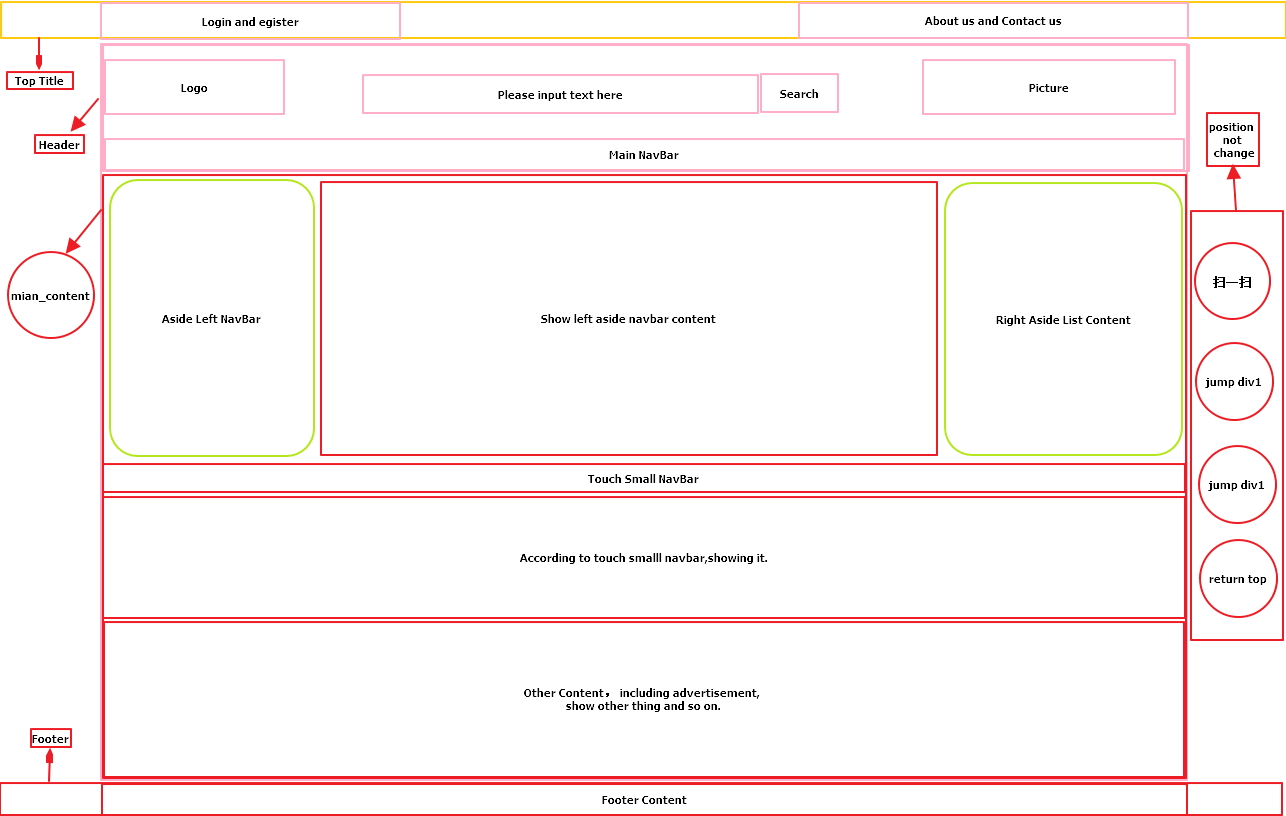 Login and egister
About us and Contact us
Top Title
Logo
Please input text here
Search
Picture
Header
Main NavBar
position
not
change
mian_content
Aside Left NavBar
Show left aside navbar content
Right Aside List Content
扫一扫
jump div1
Touch Small NavBar
jump div1
According to touch smalll navbar,showing it.
return top
Other Content， including advertisement,
show other thing and so on.
Footer
Footer Content